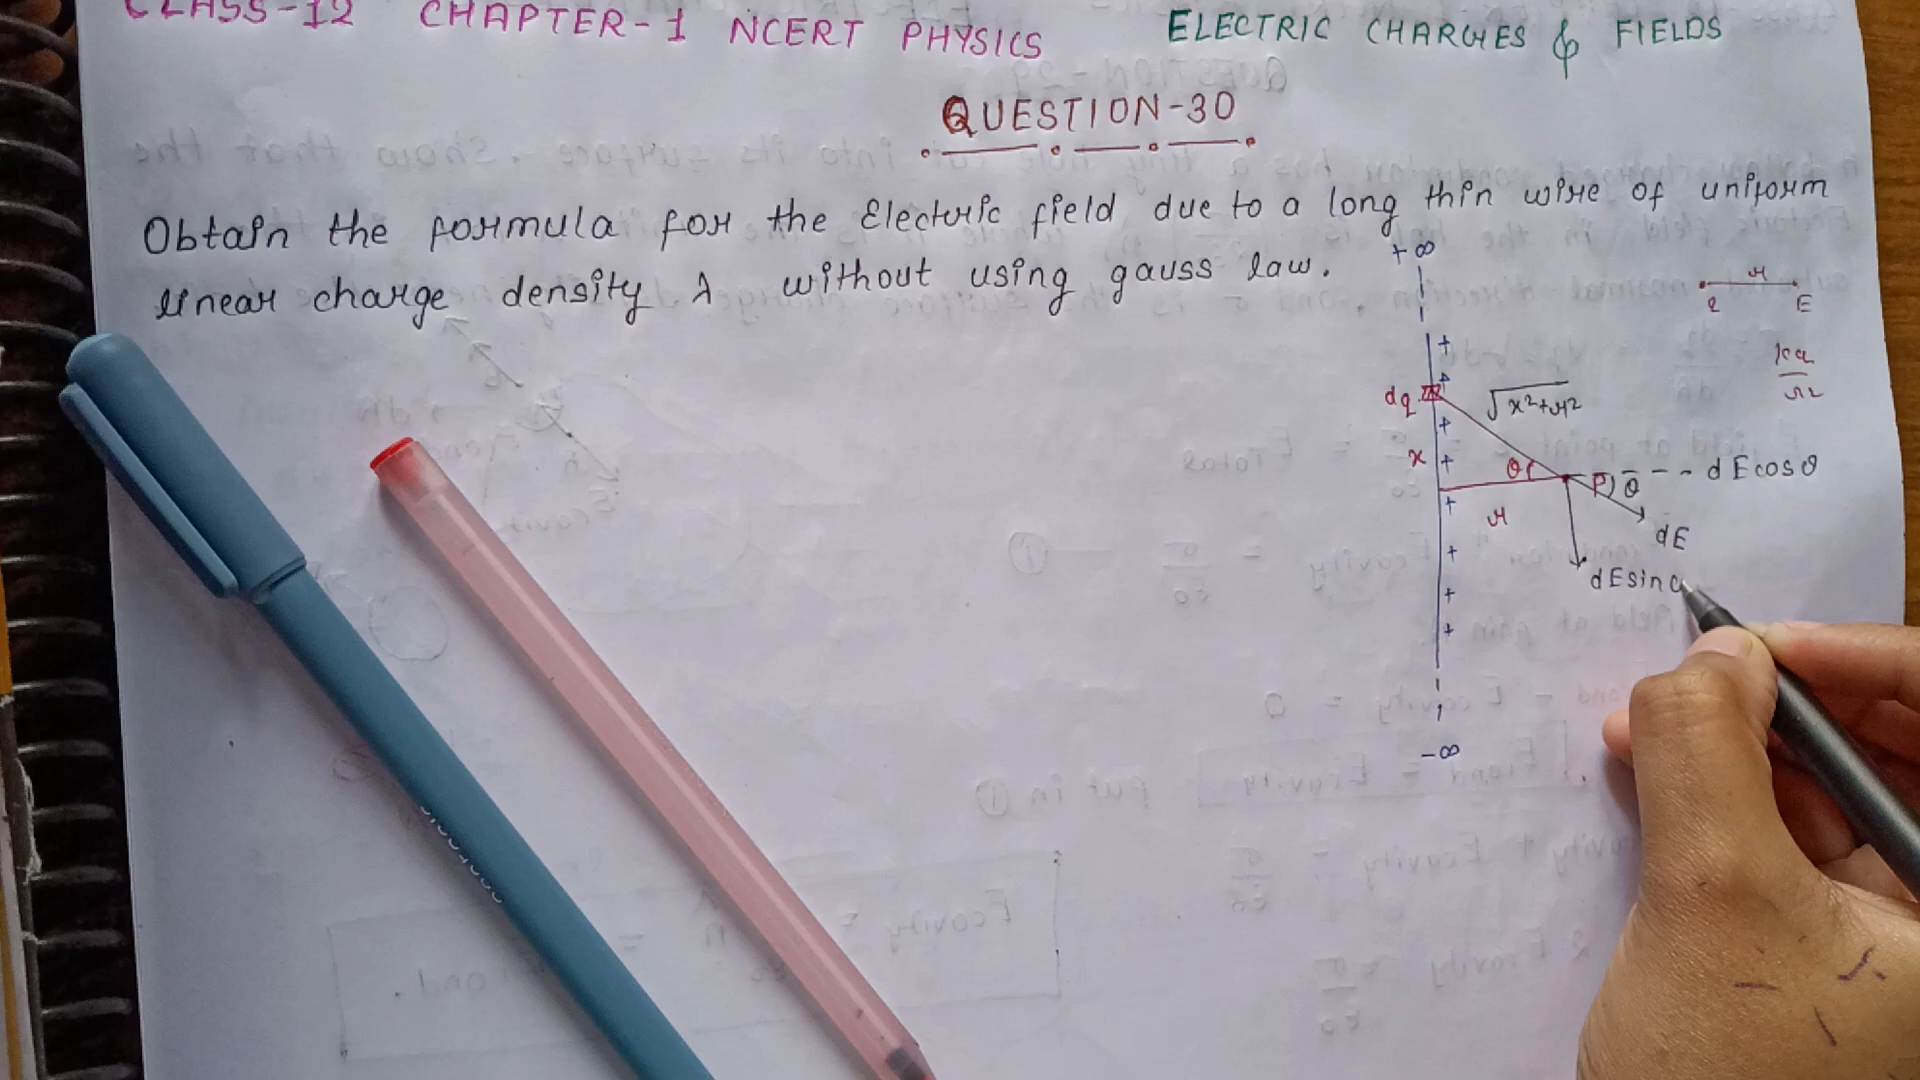 CLASS-12 CHAPTER-1 NCERT PHYSICS ELECTRIC CHARGES & FIELDS
QUESTION-30
Obtain the formula for the Electric field due to a long thin wire of uniform
linear charge density λ without using gauss law.
+∞
r
q E
kq
r2
+
+
dq
√x2+r2
+
x +
θ
P θ dE cosθ
+
r
dE
+
dE sin
+
+
-∞